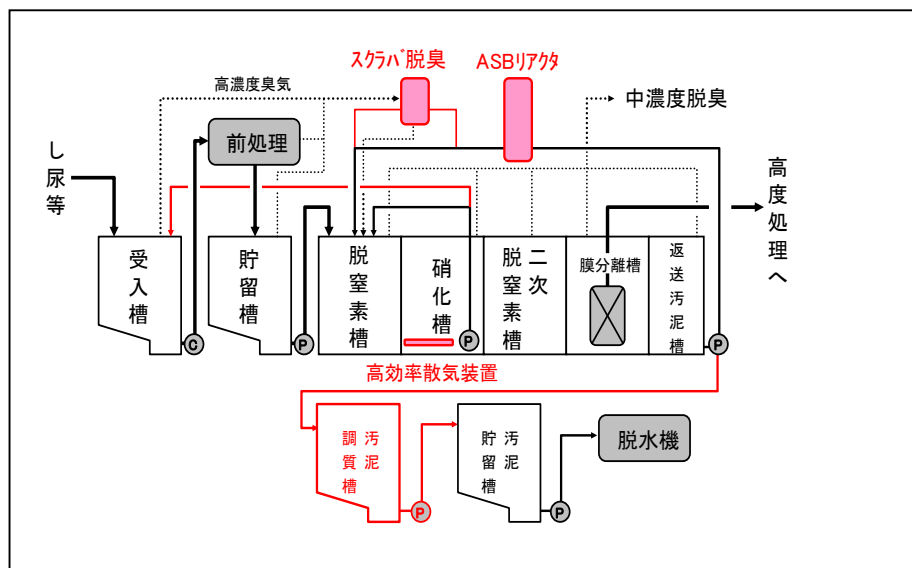 スクラバ脱臭
ASBリアクタ
高濃度臭気
中濃度脱臭
前処理
し尿等
高度処理へ
受入槽
貯留槽
脱窒素槽
硝化槽
二次脱窒素槽
膜分離槽
返送汚泥槽
C
P
P
P
高効率散気装置
汚泥調質槽
P
汚泥貯留槽
P
脱水機